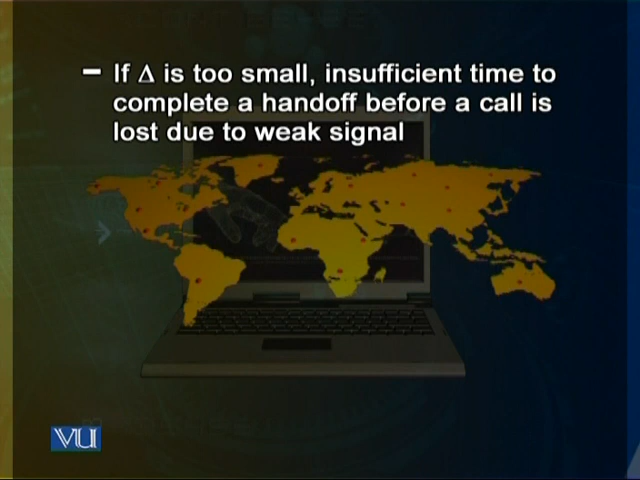 – If Δ is too small, insufficient time to
complete a handoff before a call is
lost due to weak signal
VU